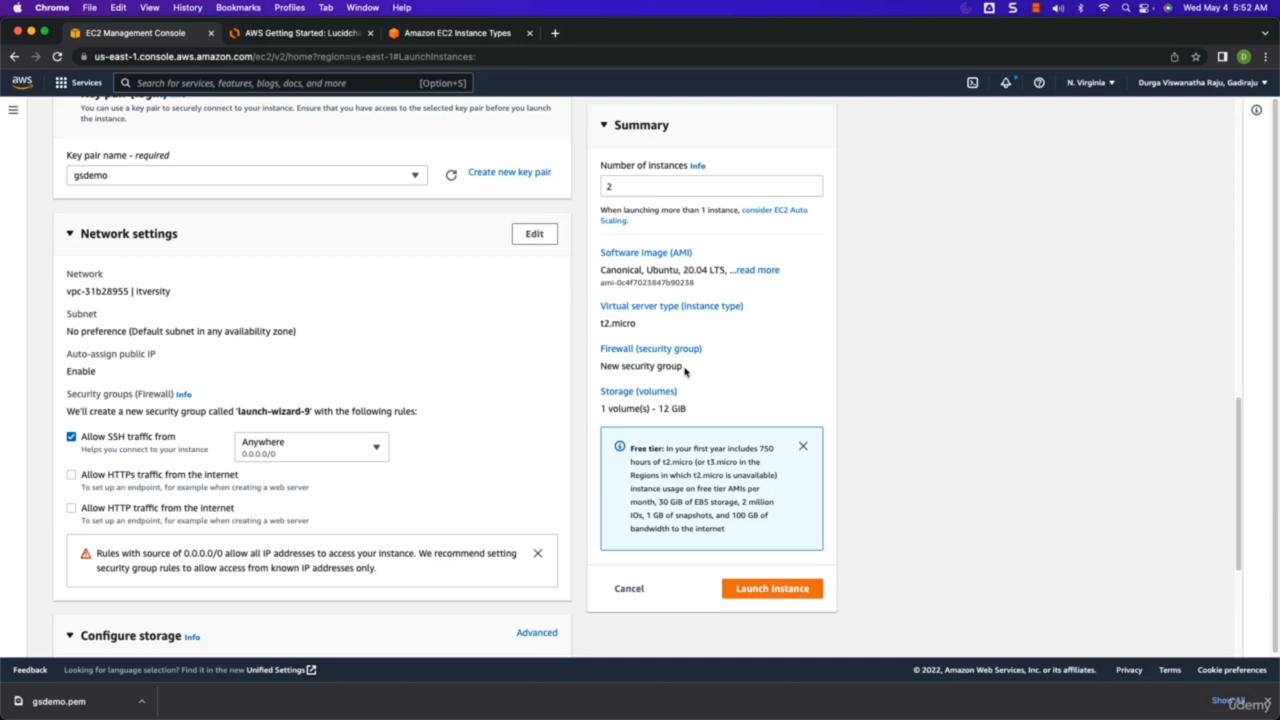 Chrome File Edit View History Bookmarks Profiles Tab Window Help Wed May 4 5:52 AM
EC2 Management Console AWS Getting Started: Lucidcha Amazon EC2 Instance Types
us-east-1.console.aws.amazon.com/ec2/v2/home?region=us-east-1#LaunchInstances:
aws Services Search for services, features, blogs, docs, and more [Option+S] N. Virginia Durga Viswanatha Raju, Gadiraju
You can use a key pair to securely connect to your instance. Ensure that you have access to the selected key pair before you launch
the instance.
Key pair name - required
gsdemo
Create new key pair
Network settings
Edit
Network
vpc-31b28955 | itversity
Subnet
No preference (Default subnet in any availability zone)
Auto-assign public IP
Enable
Security groups (Firewall) Info
We'll create a new security group called 'launch-wizard-9' with the following rules:
Allow SSH traffic from
Helps you connect to your instance
Anywhere
0.0.0.0/0
Allow HTTPs traffic from the internet
To set up an endpoint, for example when creating a web server
Allow HTTP traffic from the internet
To set up an endpoint, for example when creating a web server
Rules with source of 0.0.0.0/0 allow all IP addresses to access your instance. We recommend setting
security group rules to allow access from known IP addresses only.
Configure storage Info
Advanced
Summary
Number of instances Info
2
When launching more than 1 instance, consider EC2 Auto
Scaling.
Software Image (AMI)
Canonical, Ubuntu, 20.04 LTS, ...read more
ami-0c4f7023847b90238
Virtual server type (instance type)
t2.micro
Firewall (security group)
New security group
Storage (volumes)
1 volume(s) - 12 GiB
Free tier: In your first year includes 750
hours of t2.micro (or t3.micro in the
Regions in which t2.micro is unavailable)
instance usage on free tier AMIs per
month, 30 GiB of EBS storage, 2 million
IOs, 1 GB of snapshots, and 100 GB of
bandwidth to the internet
Cancel
Launch instance
Feedback Looking for language selection? Find it in the new Unified Settings © 2022, Amazon Web Services, Inc. or its affiliates. Privacy Terms Cookie preferences
gsdemo.pem
udemy